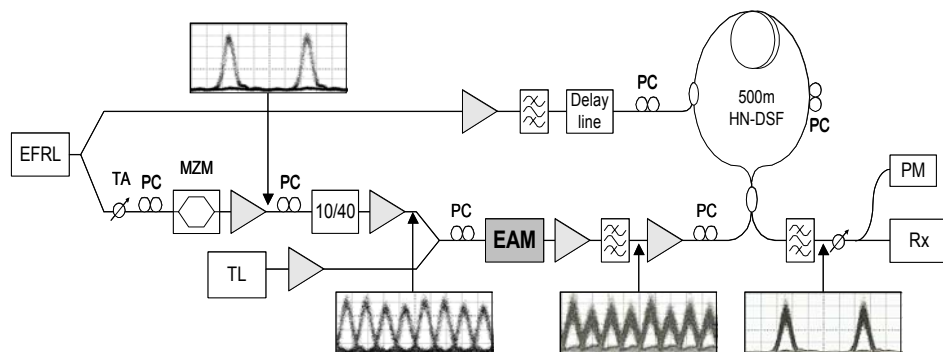 PC
Delay
line
500m
HN-DSF
PC
EFRL
TA
PC
MZM
PC
10/40
PC
EAM
PC
PM
Rx
TL